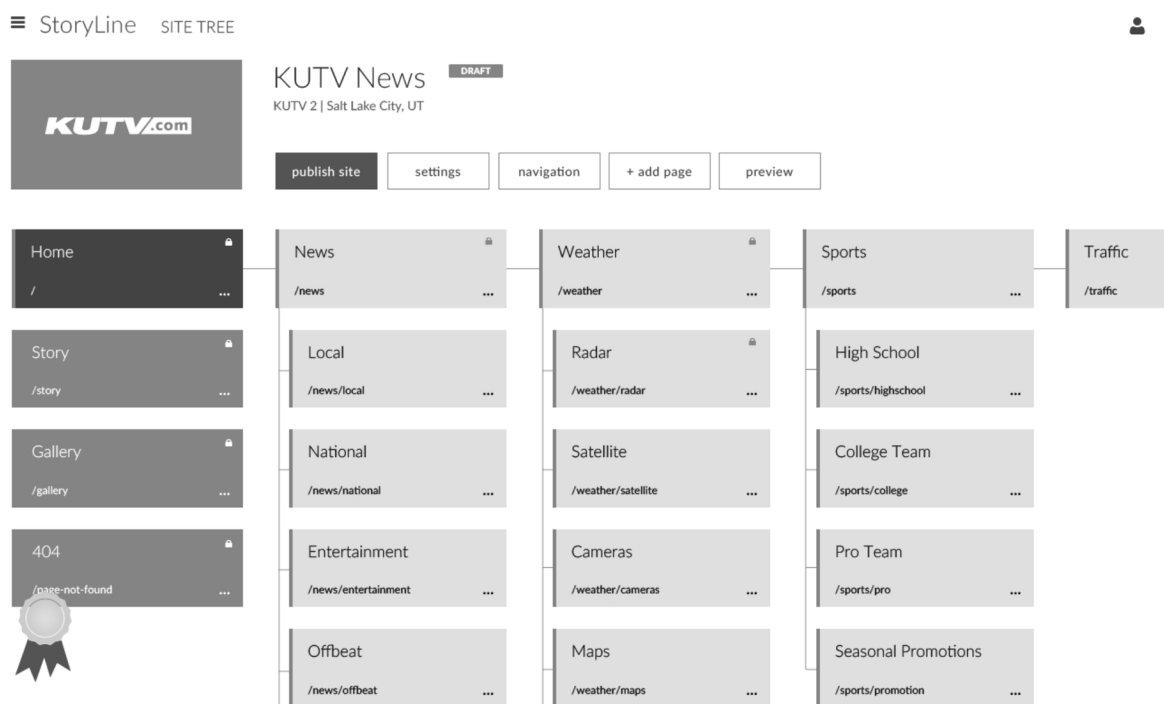 StoryLine SITE TREE
KUTV.com
KUTV News DRAFT
KUTV 2 | Salt Lake City, UT
publish site settings navigation + add page preview
Home
/
...
Story
/story
...
Gallery
/gallery
...
404
/page-not-found
...
News
/news
...
Local
/news/local
...
National
/news/national
...
Entertainment
/news/entertainment
...
Offbeat
/news/offbeat
...
Weather
/weather
...
Radar
/weather/radar
...
Satellite
/weather/satellite
...
Cameras
/weather/cameras
...
Maps
/weather/maps
...
Sports
/sports
...
High School
/sports/highschool
...
College Team
/sports/college
...
Pro Team
/sports/pro
...
Seasonal Promotions
/sports/promotion
...
Traffic
/traffic